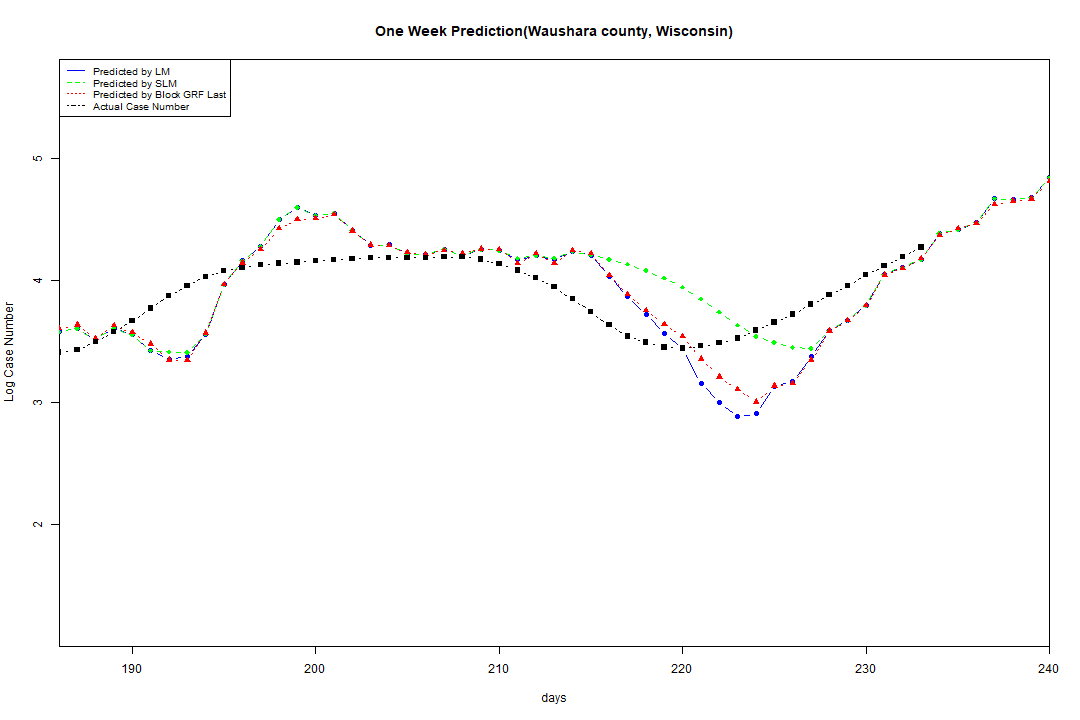 One Week Prediction(Waushara county, Wisconsin)
Predicted by LM
Predicted by SLM
Predicted by Block GRF Last
Actual Case Number
5
4
3
2
Log Case Number
190 200 210 220 230 240
days